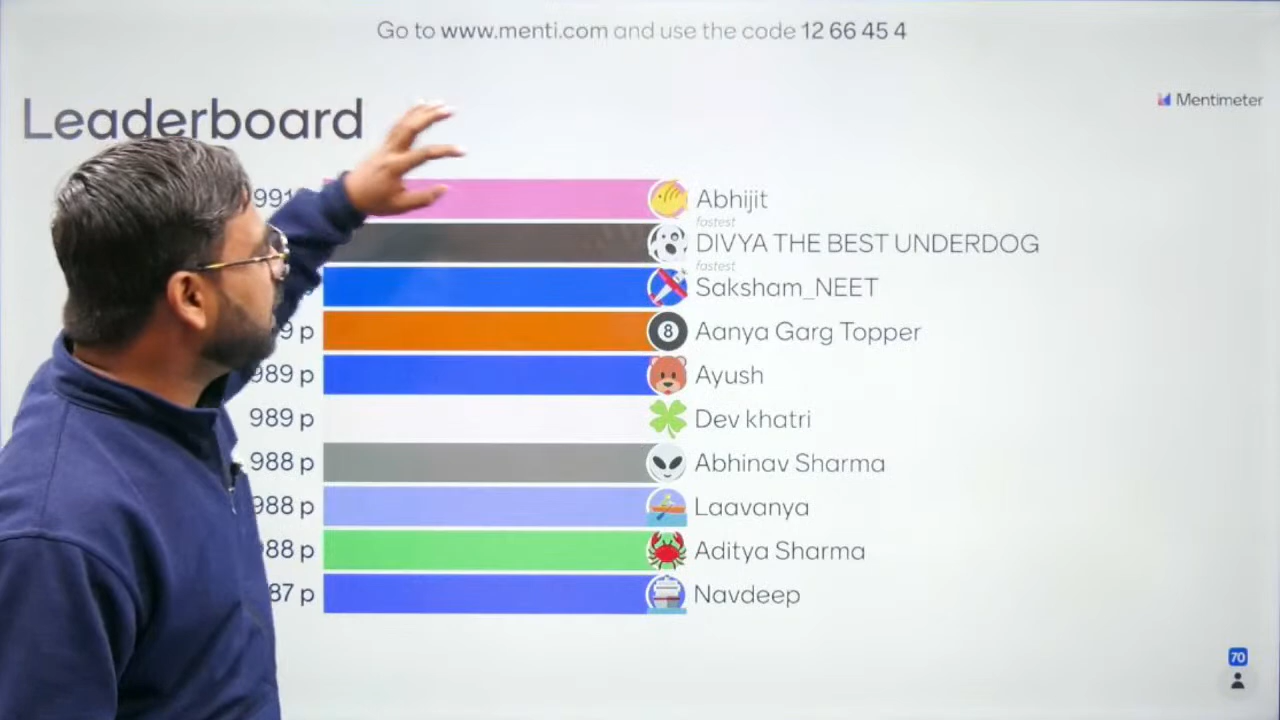 Go to www.menti.com and use the code 12 66 45 4
Mentimeter
Leaderboard
Abhijit
fastest
DIVYA THE BEST UNDERDOG
fastest
Saksham_NEET
p Aanya Garg Topper
989 p Ayush
989 p Dev khatri
988 p Abhinav Sharma
988 p Laavanya
p Aditya Sharma
p Navdeep
8
70